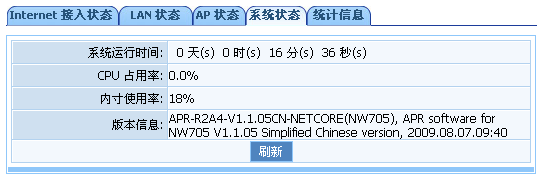 Internet 接入状态 LAN 状态 AP 状态 系统状态 统计信息
系统运行时间: 0 天(s) 0 时(s) 16 分(s) 36 秒(s)
CPU 占用率: 0.0%
内寸使用率: 18%
版本信息: APR-R2A4-V1.1.05CN-NETCORE(NW705), APR software for
NW705 V1.1.05 Simplified Chinese version, 2009.08.07.09:40
刷新